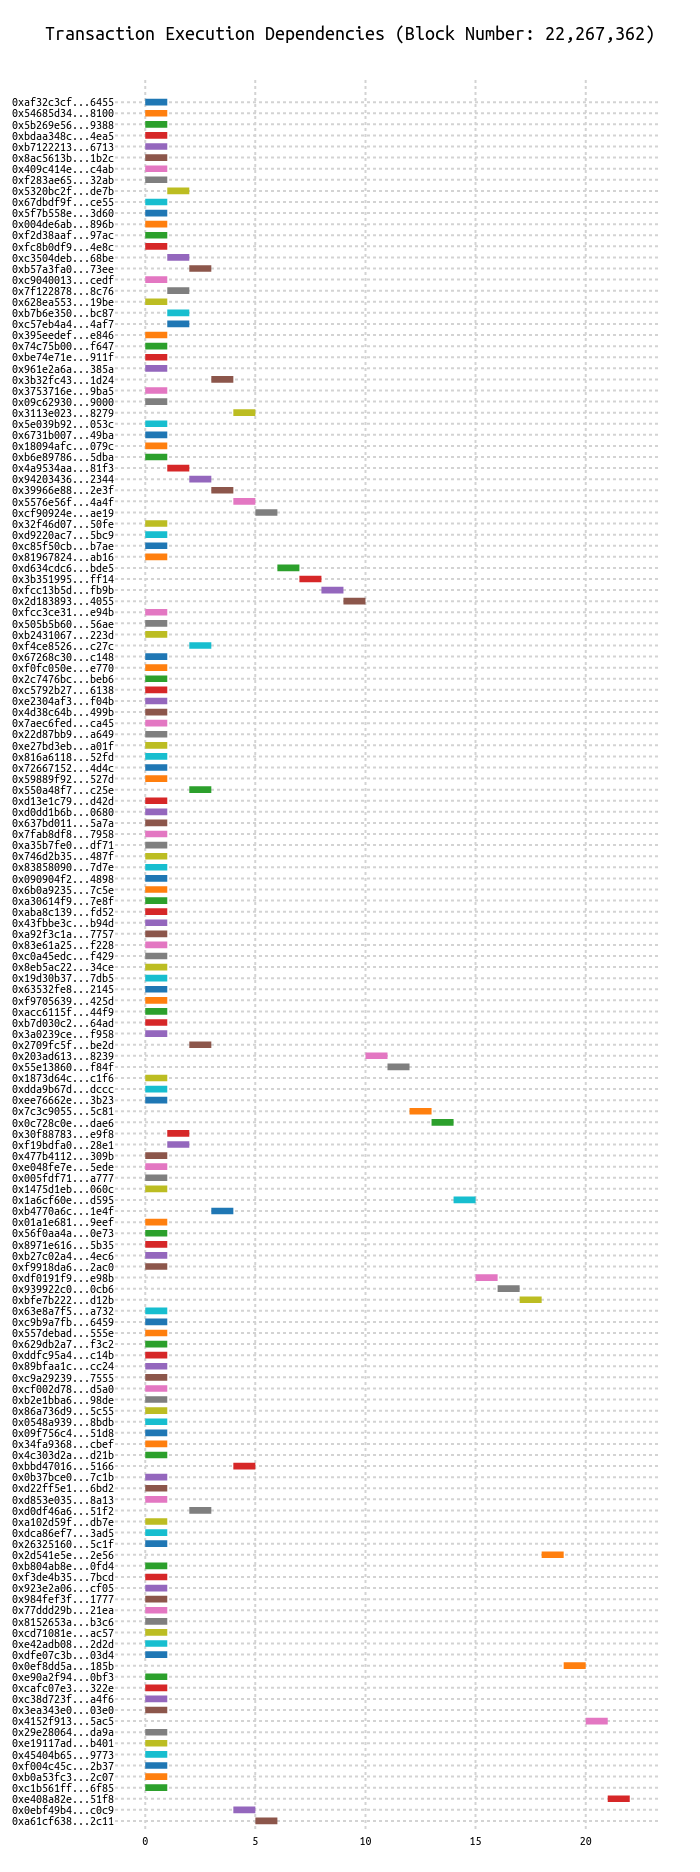 Transaction Execution Dependencies (Block Number: 22,267,362)
0xaf32c3cf...6455
0x54685d34...8100
0x5b269e56...9388
0xbdaa348c...4ea5
0xb7122213...6713
0x8ac5613b...1b2c
0x409c414e...c4ab
0xf283ae65...32ab
0x5320bc2f...de7b
0x67dbdf9f...ce55
0x5f7b558e...3d60
0x004de6ab...896b
0xf2d38aaf...97ac
0xfc8b0df9...4e8c
0xc3504deb...68be
0xb57a3fa0...73ee
0xc9040013...cedf
0x7f122878...8c76
0x628ea553...19be
0xb7b6e350...bc87
0xc57eb4a4...4af7
0x395eedef...e846
0x74c75b00...f647
0xbe74e71e...911f
0x961e2a6a...385a
0x3b32fc43...1d24
0x3753716e...9ba5
0x09c62930...9000
0x3113e023...8279
0x5e039b92...053c
0x6731b007...49ba
0x18094afc...079c
0xb6e89786...5dba
0x4a9534aa...81f3
0x94203436...2344
0x39966e88...2e3f
0x5576e56f...4a4f
0xcf90924e...ae19
0x32f46d07...50fe
0xd9220ac7...5bc9
0xc85f50cb...b7ae
0x81967824...ab16
0xd634cdc6...bde5
0x3b351995...ff14
0xfcc13b5d...fb9b
0x2d183893...4055
0xfcc3ce31...e94b
0x505b5b60...56ae
0xb2431067...223d
0xf4ce8526...c27c
0x67268c30...c148
0xf0fc050e...e770
0x2c7476bc...beb6
0xc5792b27...6138
0xe2304af3...f04b
0x4d38c64b...499b
0x7aec6fed...ca45
0x22d87bb9...a649
0xe27bd3eb...a01f
0x816a6118...52fd
0x72667152...4d4c
0x59889f92...527d
0x550a48f7...c25e
0xd13e1c79...d42d
0xd0dd1b6b...0680
0x637bd011...5a7a
0x7fab8df8...7958
0xa35b7fe0...df71
0x746d2b35...487f
0x83858090...7d7e
0x090904f2...4898
0x6b0a9235...7c5e
0xa30614f9...7e8f
0xaba8c139...fd52
0x43fbbe3c...b94d
0xa92f3c1a...7757
0x83e61a25...f228
0xc0a45edc...f429
0x8eb5ac22...34ce
0x19d30b37...7db5
0x63532fe8...2145
0xf9705639...425d
0xacc6115f...44f9
0xb7d030c2...64ad
0x3a0239ce...f958
0x2709fc5f...be2d
0x203ad613...8239
0x55e13860...f84f
0x1873d64c...c1f6
0xdda9b67d...dccc
0xee76662e...3b23
0x7c3c9055...5c81
0x0c728c0e...dae6
0x30f88783...e9f8
0xf19bdfa0...28e1
0x477b4112...309b
0xe048fe7e...5ede
0x005fdf71...a777
0x1475d1eb...060c
0x1a6cf60e...d595
0xb4770a6c...1e4f
0x01a1e681...9eef
0x56f0aa4a...0e73
0x8971e616...5b35
0xb27c02a4...4ec6
0xf9918da6...2ac0
0xdf0191f9...e98b
0x939922c0...0cb6
0xbfe7b222...d12b
0x63e8a7f5...a732
0xc9b9a7fb...6459
0x557debad...555e
0x629db2a7...f3c2
0xddfc95a4...c14b
0x89bfaa1c...cc24
0xc9a29239...7555
0xcf002d78...d5a0
0xb2e1bba6...98de
0x86a736d9...5c55
0x0548a939...8bdb
0x09f756c4...51d8
0x34fa9368...cbef
0x4c303d2a...d21b
0xbbd47016...5166
0x0b37bce0...7c1b
0xd22ff5e1...6bd2
0xd853e035...8a13
0xd0df46a6...51f2
0xa102d59f...db7e
0xdca86ef7...3ad5
0x26325160...5c1f
0x2d541e5e...2e56
0xb804ab8e...0fd4
0xf3de4b35...7bcd
0x923e2a06...cf05
0x984fef3f...1777
0x77ddd29b...21ea
0x8152653a...b3c6
0xcd71081e...ac57
0xe42adb08...2d2d
0xdfe07c3b...03d4
0x0ef8dd5a...185b
0xe90a2f94...0bf3
0xcafc07e3...322e
0xc38d723f...a4f6
0x3ea343e0...03e0
0x4152f913...5ac5
0x29e28064...da9a
0xe19117ad...b401
0x45404b65...9773
0xf004c45c...2b37
0xb0a53fc3...2c07
0xc1b561ff...6f85
0xe408a82e...51f8
0x0ebf49b4...c0c9
0xa61cf638...2c11
0 5 10 15 20